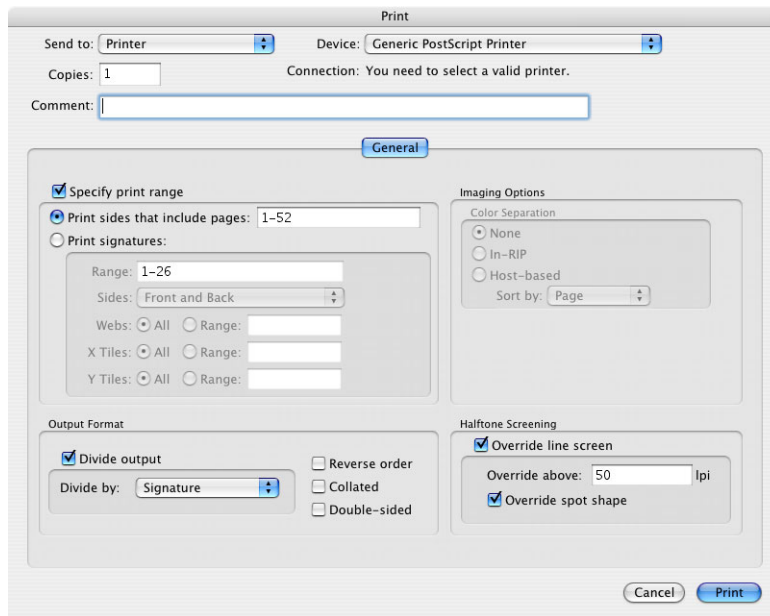 Print
Send to: Printer Device: Generic PostScript Printer
Copies: 1 Connection: You need to select a valid printer.
Comment:
General
Specify print range
Print sides that include pages: 1-52
Print signatures:
Range: 1-26
Sides: Front and Back
Webs: All Range:
X Tiles: All Range:
Y Tiles: All Range:
Imaging Options
Color Separation
None
In-RIP
Host-based
Sort by: Page
Output Format
Divide output
Divide by: Signature
Reverse order
Collated
Double-sided
Halftone Screening
Override line screen
Override above: 50 lpi
Override spot shape
Cancel Print